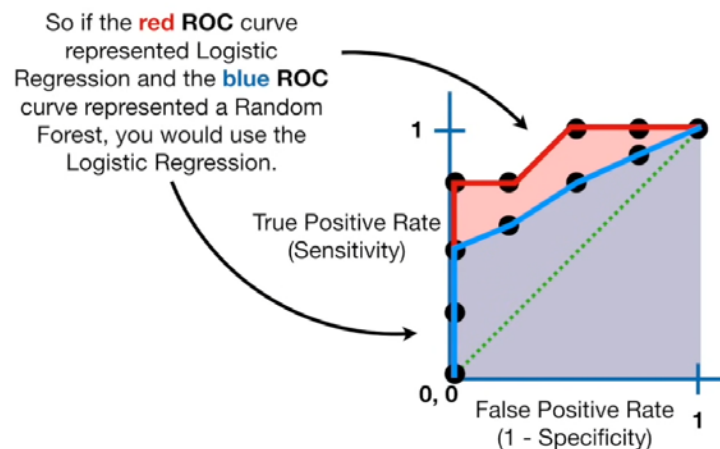 So if the red ROC curve
represented Logistic
Regression and the blue ROC
curve represented a Random
Forest, you would use the
Logistic Regression.
1
True Positive Rate
(Sensitivity)
0, 0
False Positive Rate
(1 - Specificity)
1